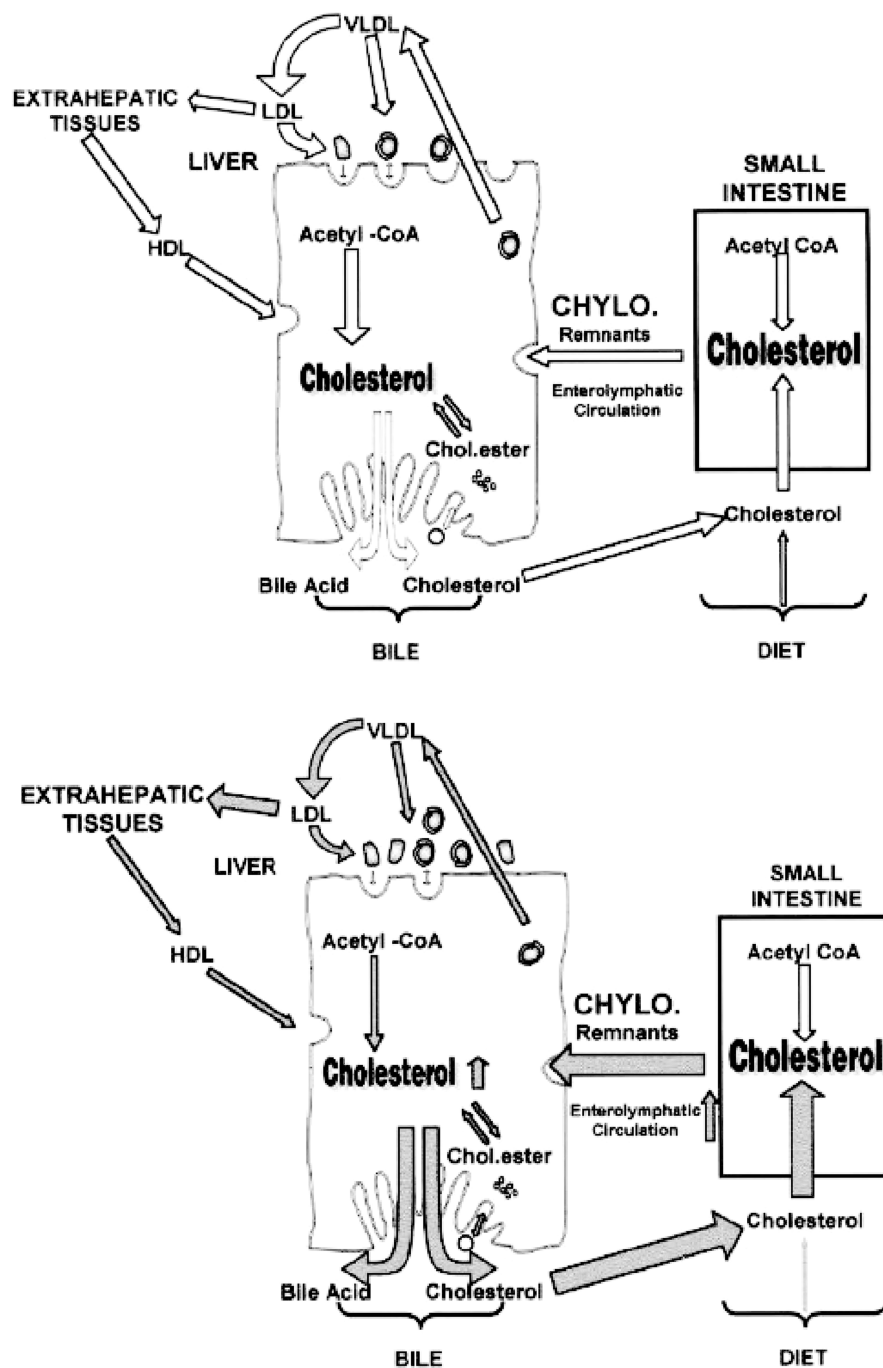 VLDL
EXTRAHEPATIC
TISSUES
LDL
LIVER
SMALL
INTESTINE
HDL
Acetyl -CoA
Acetyl CoA
CHYLO.
Remnants
Cholesterol
Cholesterol
Enterolymphatic
Circulation
Chol.ester
Cholesterol
Bile Acid
Cholesterol
BILE
DIET
VLDL
EXTRAHEPATIC
TISSUES
LDL
LIVER
SMALL
INTESTINE
HDL
Acetyl -CoA
Acetyl CoA
CHYLO.
Remnants
Cholesterol
Cholesterol
Enterolymphatic
Circulation
Chol.ester
Cholesterol
Bile Acid
Cholesterol
BILE
DIET